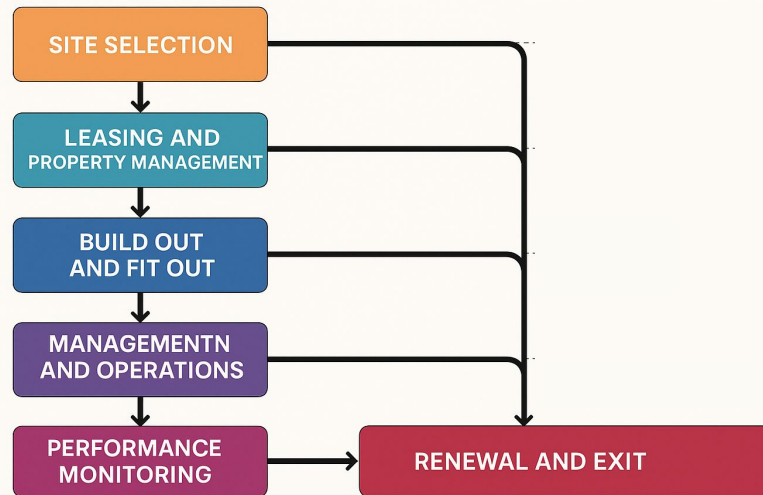 SITE SELECTION
LEASING AND
PROPERTY MANAGEMENT
BUILD OUT
AND FIT OUT
MANAGEMENTN
AND OPERATIONS
PERFORMANCE
MONITORING
RENEWAL AND EXIT